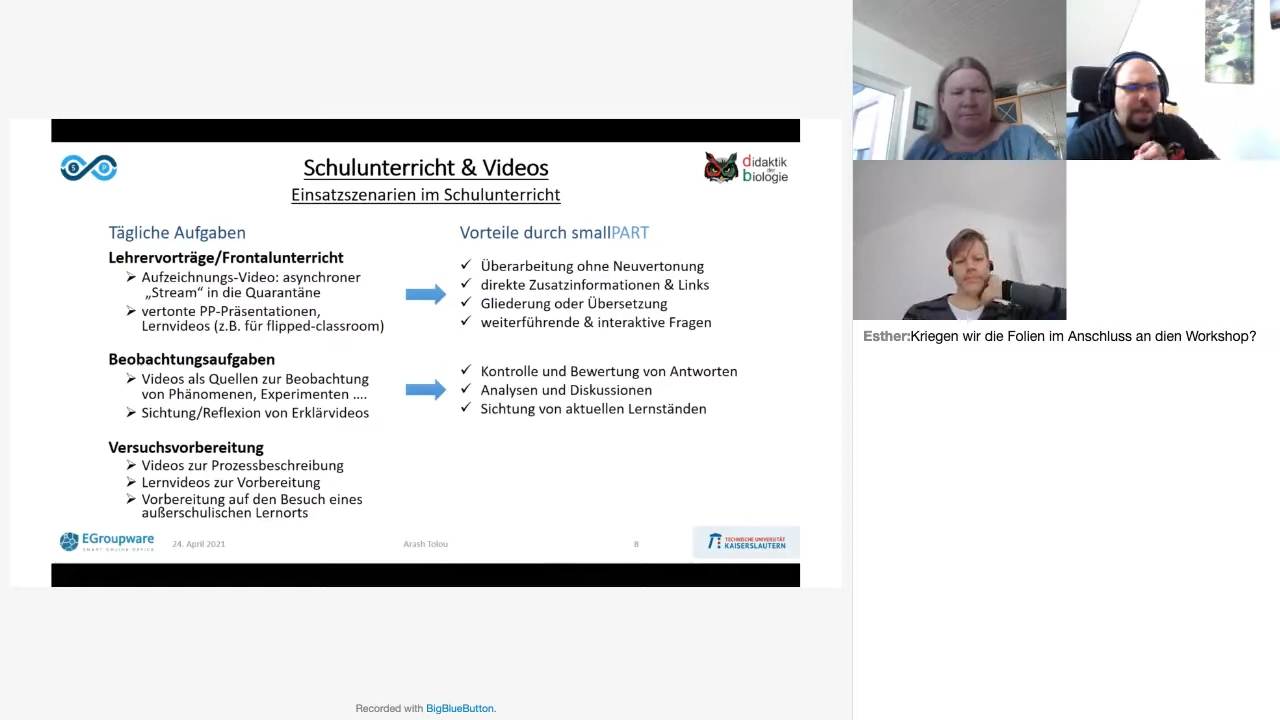 Schulunterricht & Videos
Einsatzszenarien im Schulunterricht
S P
didaktik
der
biologie
Tägliche Aufgaben
Lehrervorträge/Frontalunterricht
Aufzeichnungs-Video: asynchroner
„Stream“ in die Quarantäne
vertonte PP-Präsentationen,
Lernvideos (z.B. für flipped-classroom)
Beobachtungsaufgaben
Videos als Quellen zur Beobachtung
von Phänomenen, Experimenten ....
Sichtung/Reflexion von Erklärvideos
Versuchsvorbereitung
Videos zur Prozessbeschreibung
Lernvideos zur Vorbereitung
Vorbereitung auf den Besuch eines
außerschulischen Lernorts
Vorteile durch smallPART
Überarbeitung ohne Neuvertonung
direkte Zusatzinformationen & Links
Gliederung oder Übersetzung
weiterführende & interaktive Fragen
Kontrolle und Bewertung von Antworten
Analysen und Diskussionen
Sichtung von aktuellen Lernständen
EGroupware
SMART ONLINE OFFICE
24. April 2021
Arash Tolou
8
TECHNISCHE UNIVERSITÄT
KAISERSLAUTERN
Esther:Kriegen wir die Folien im Anschluss an dien Workshop?
Recorded with BigBlueButton.